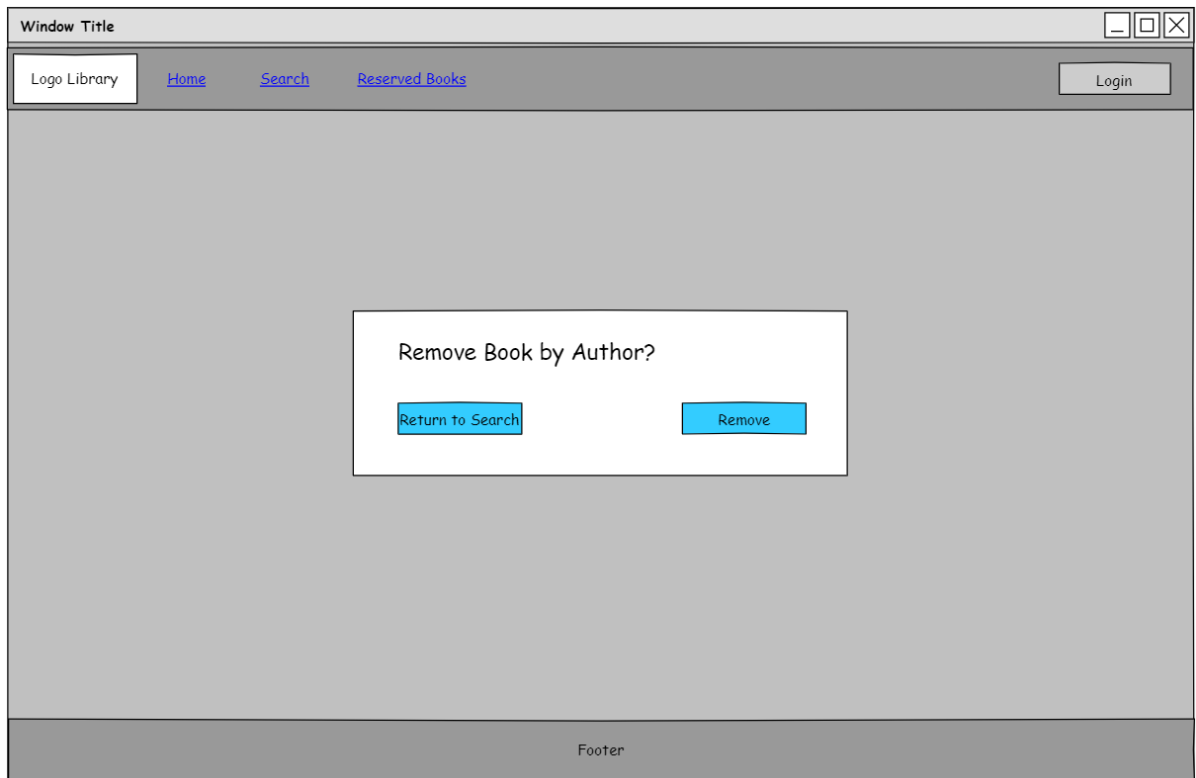 Window Title
Logo Library
Home
Search
Reserved Books
Login
Remove Book by Author?
Return to Search
Remove
Footer